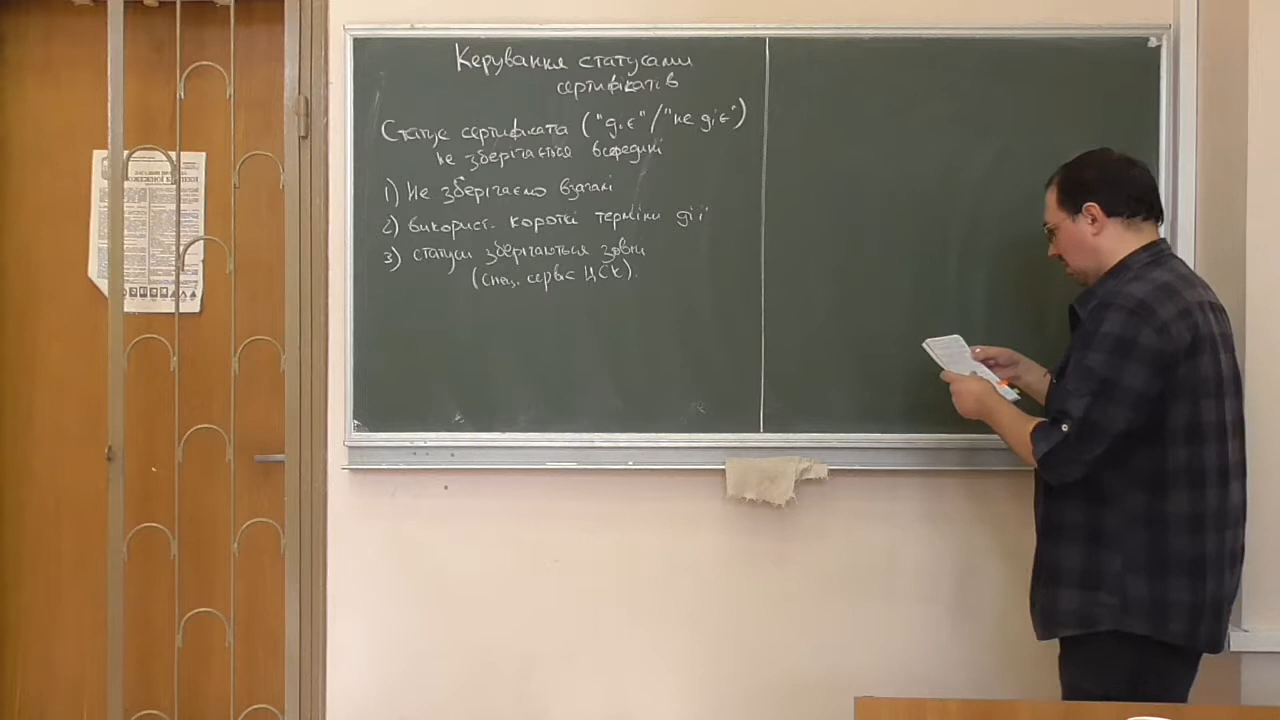 Керування статусами
сертифікатів
Статус сертифіката ("діє"/"не діє")
не зберігається всередині
1) Не зберігаємо взагалі
2) використ. короткі терміни дії
3) статуси зберігаються зовні
(спец. сервіс ЦСК).